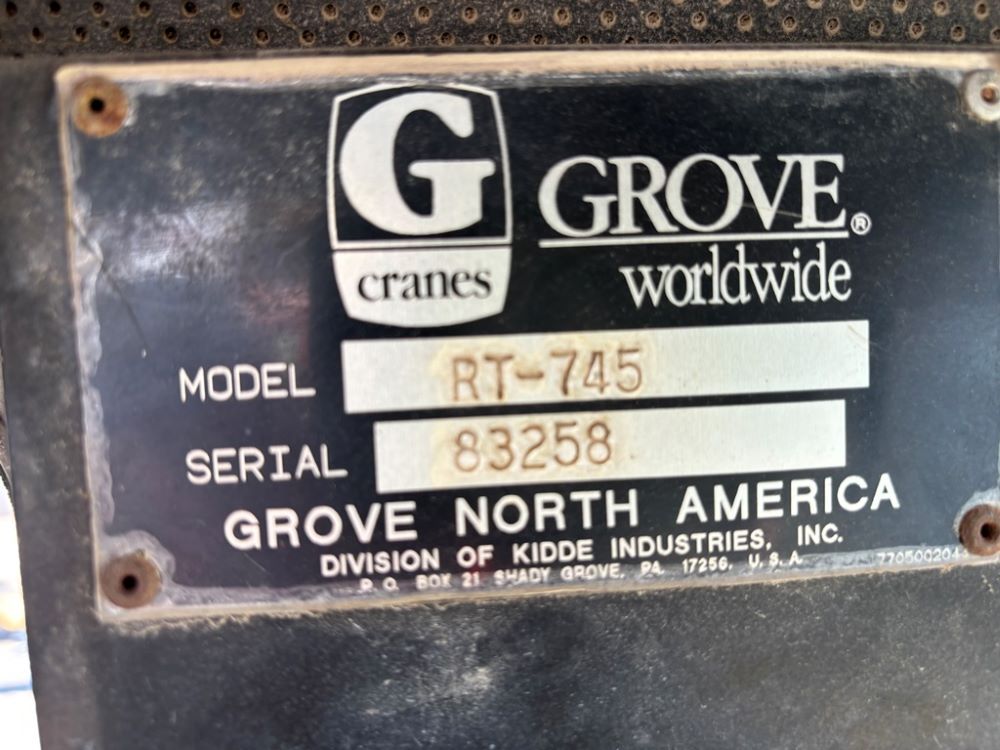 G
cranes
GROVE®
worldwide
MODEL RT-745
SERIAL 83258
GROVE NORTH AMERICA
DIVISION OF KIDDE INDUSTRIES, INC.
P.O. BOX 21 SHADY GROVE, PA. 17256, U.S.A.